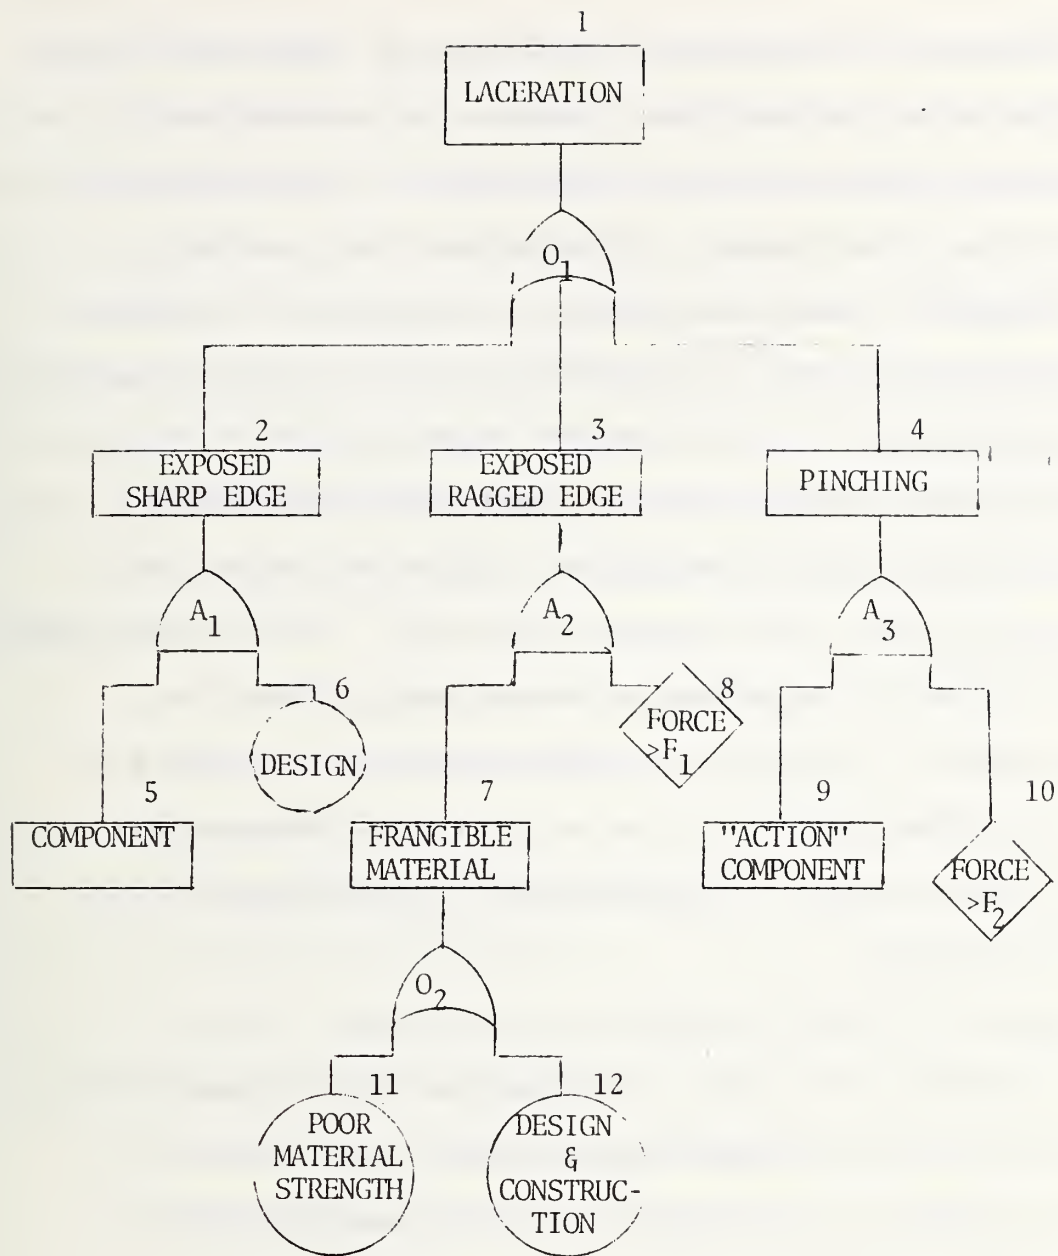 1
LACERATION
O1
2
3
4
EXPOSED
SHARP EDGE
EXPOSED
RAGGED EDGE
PINCHING
A1
A2
A3
6
DESIGN
8
FORCE
>F1
5
COMPONENT
7
FRANGIBLE
MATERIAL
9
"ACTION"
COMPONENT
10
FORCE
>F2
O2
11
POOR
MATERIAL
STRENGTH
12
DESIGN
&
CONSTRUC-
TION